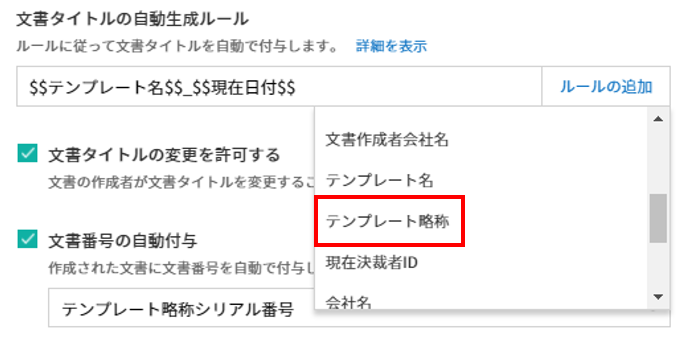 文書タイトルの自動生成ルール
ルールに従って文書タイトルを自動で付与します。 詳細を表示
$$テンプレート名$$_$$現在日付$$ ルールの追加
文書作成者会社名
文書タイトルの変更を許可する
テンプレート名
文書の作成者が文書タイトルを変更するこ
テンプレート略称
文書番号の自動付与
現在決裁者ID
作成された文書に文書番号を自動で付与し
会社名
テンプレート略称シリアル番号